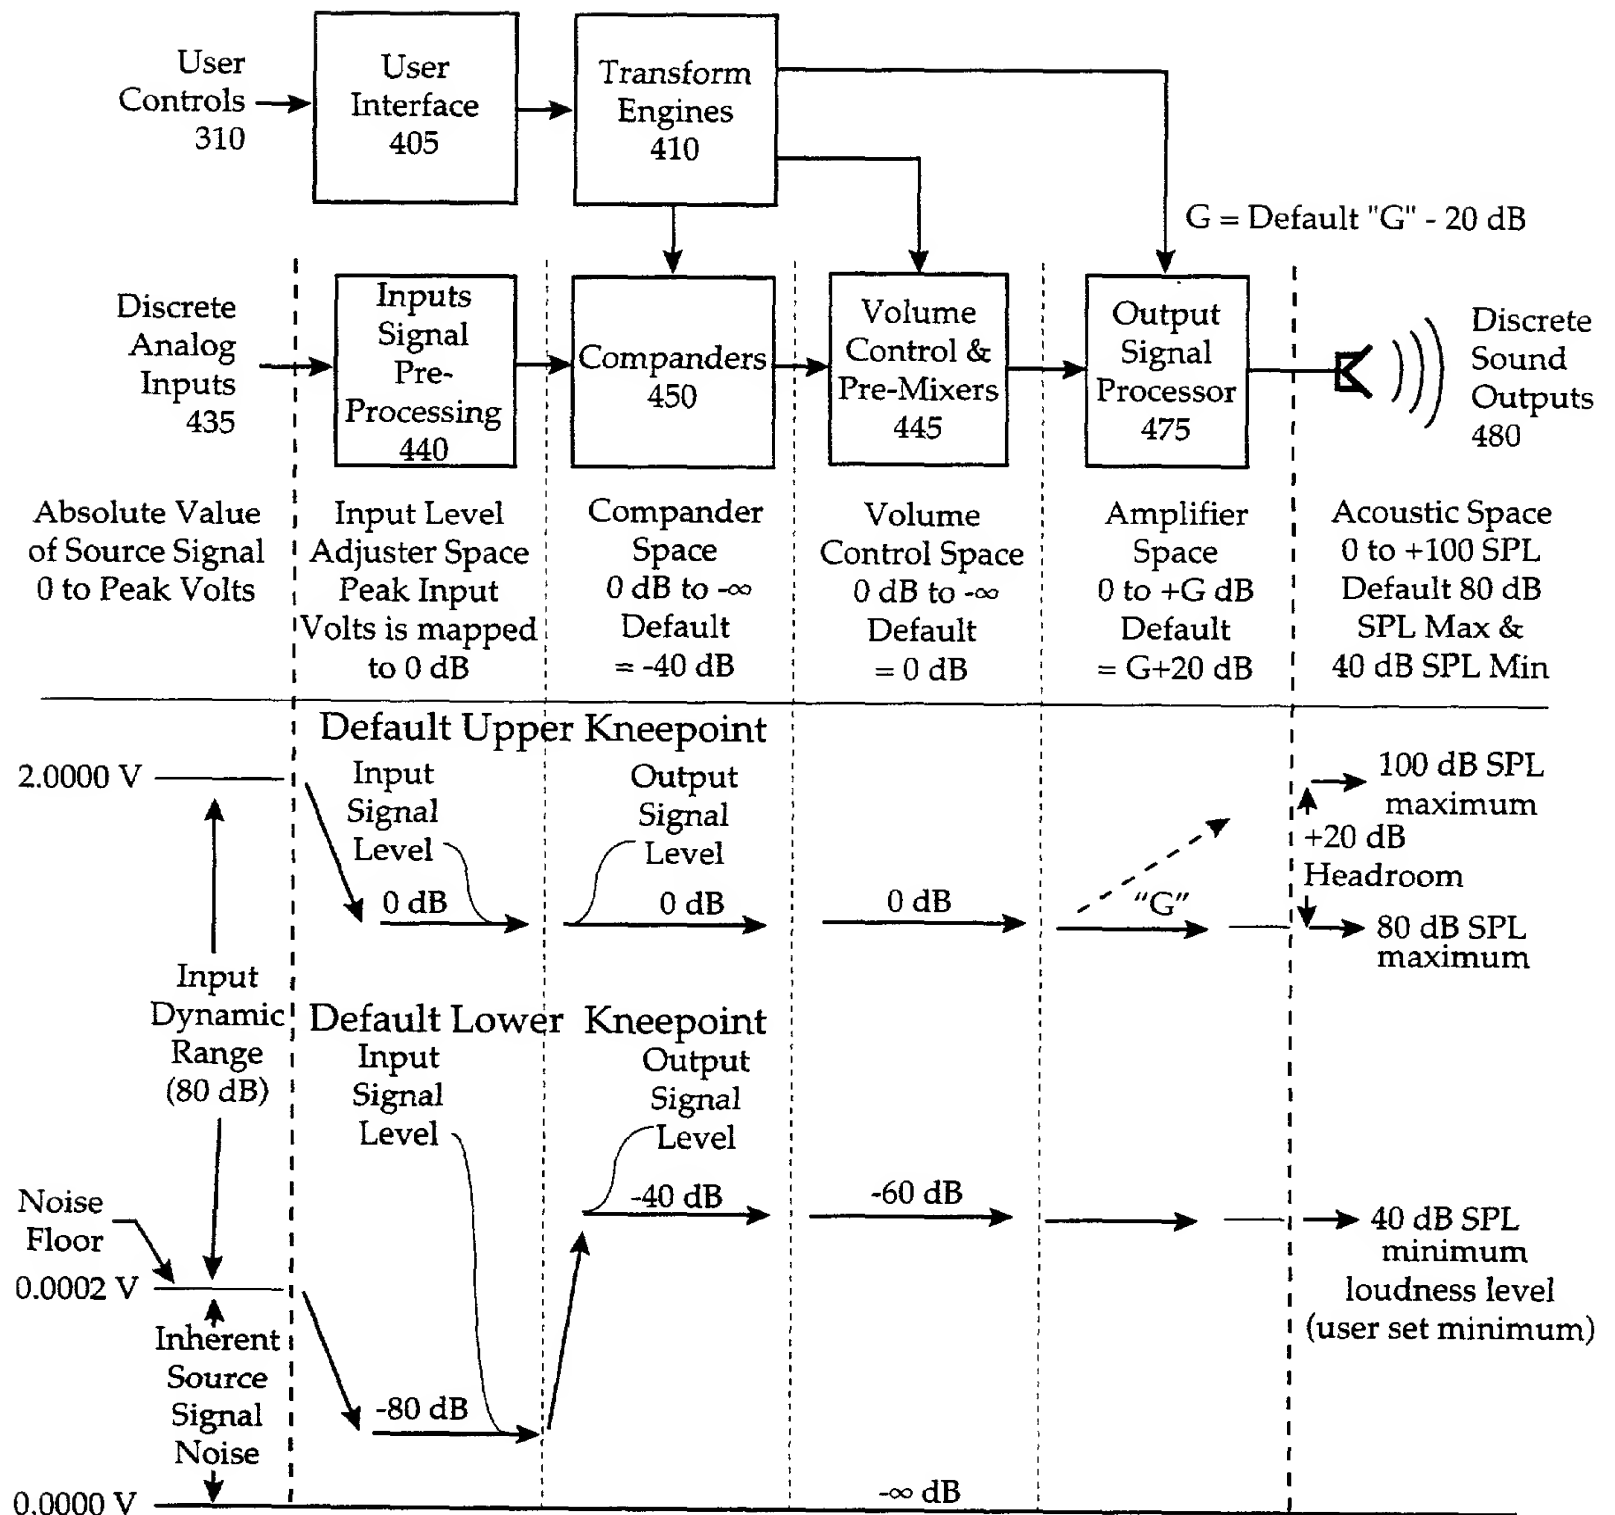 User
Controls
310
User
Interface
405
Transform
Engines
410
G = Default "G" - 20 dB
Discrete
Analog
Inputs
435
Inputs
Signal
Pre-
Processing
440
Companders
450
Volume
Control &
Pre-Mixers
445
Output
Signal
Processor
475
Discrete
Sound
Outputs
480
Absolute Value
of Source Signal
0 to Peak Volts
Input Level
Adjuster Space
Peak Input
Volts is mapped
to 0 dB
Compander
Space
0 dB to -∞
Default
= -40 dB
Volume
Control Space
0 dB to -∞
Default
= 0 dB
Amplifier
Space
0 to +G dB
Default
= G+20 dB
Acoustic Space
0 to +100 SPL
Default 80 dB
SPL Max &
40 dB SPL Min
Default Upper Kneepoint
2.0000 V
Input
Signal
Level
0 dB
Output
Signal
Level
0 dB
0 dB
"G"
100 dB SPL
maximum
+20 dB
Headroom
80 dB SPL
maximum
Input
Dynamic
Range
(80 dB)
Default Lower Kneepoint
Input
Signal
Level
Output
Signal
Level
-40 dB
-60 dB
Noise
Floor
0.0002 V
40 dB SPL
minimum
loudness level
(user set minimum)
Inherent
Source
Signal
Noise
-80 dB
0.0000 V
-∞ dB